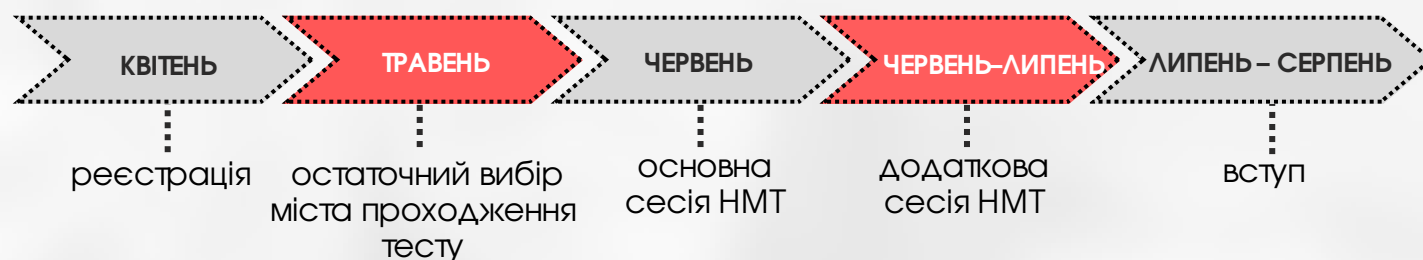 КВІТЕНЬ
ТРАВЕНЬ
ЧЕРВЕНЬ
ЧЕРВЕНЬ–ЛИПЕНЬ
ЛИПЕНЬ – СЕРПЕНЬ
реєстрація
остаточний вибір
міста проходження
тесту
основна
сесія НМТ
додаткова
сесія НМТ
вступ